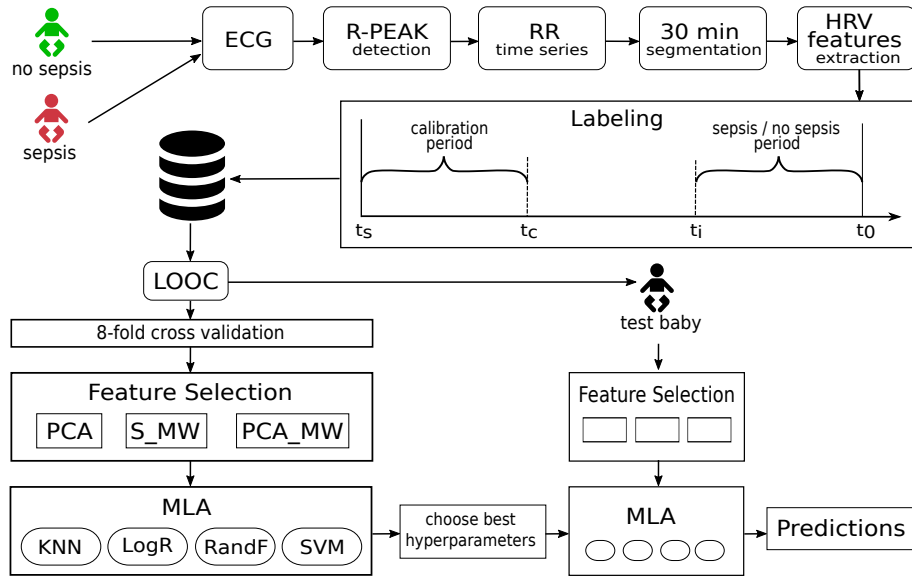 no sepsis
sepsis
ECG
R-PEAK
detection
RR
time series
30 min
segmentation
HRV
features
extraction
Labeling
calibration
period
sepsis / no sepsis
period
ts
tc
ti
t0
LOOC
test baby
8-fold cross validation
Feature Selection
PCA
S_MW
PCA_MW
Feature Selection
MLA
KNN
LogR
RandF
SVM
choose best
hyperparameters
MLA
Predictions